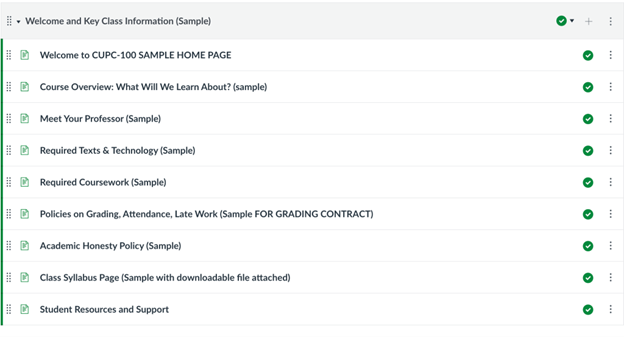 Welcome and Key Class Information (Sample)
Welcome to CUPC-100 SAMPLE HOME PAGE
Course Overview: What Will We Learn About? (sample)
Meet Your Professor (Sample)
Required Texts & Technology (Sample)
Required Coursework (Sample)
Policies on Grading, Attendance, Late Work (Sample FOR GRADING CONTRACT)
Academic Honesty Policy (Sample)
Class Syllabus Page (Sample with downloadable file attached)
Student Resources and Support